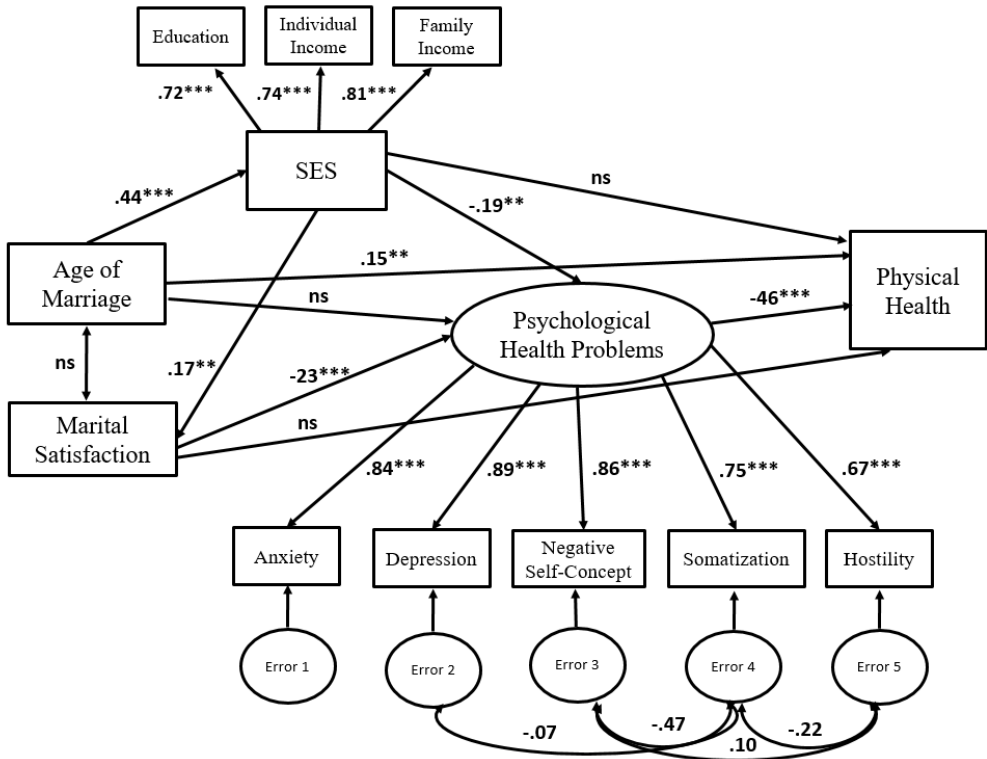 Education
Individual
Income
Family
Income
.72***
.74***
.81***
SES
ns
.44***
-.19**
Age of
Marriage
.15**
ns
Physical
Health
Psychological
Health Problems
-46***
ns
.17**
-23***
Marital
Satisfaction
ns
.84***
.89***
.86***
.75***
.67***
Anxiety
Depression
Negative
Self-Concept
Somatization
Hostility
Error 1
Error 2
Error 3
Error 4
Error 5
-.07
-.47
.10
-.22